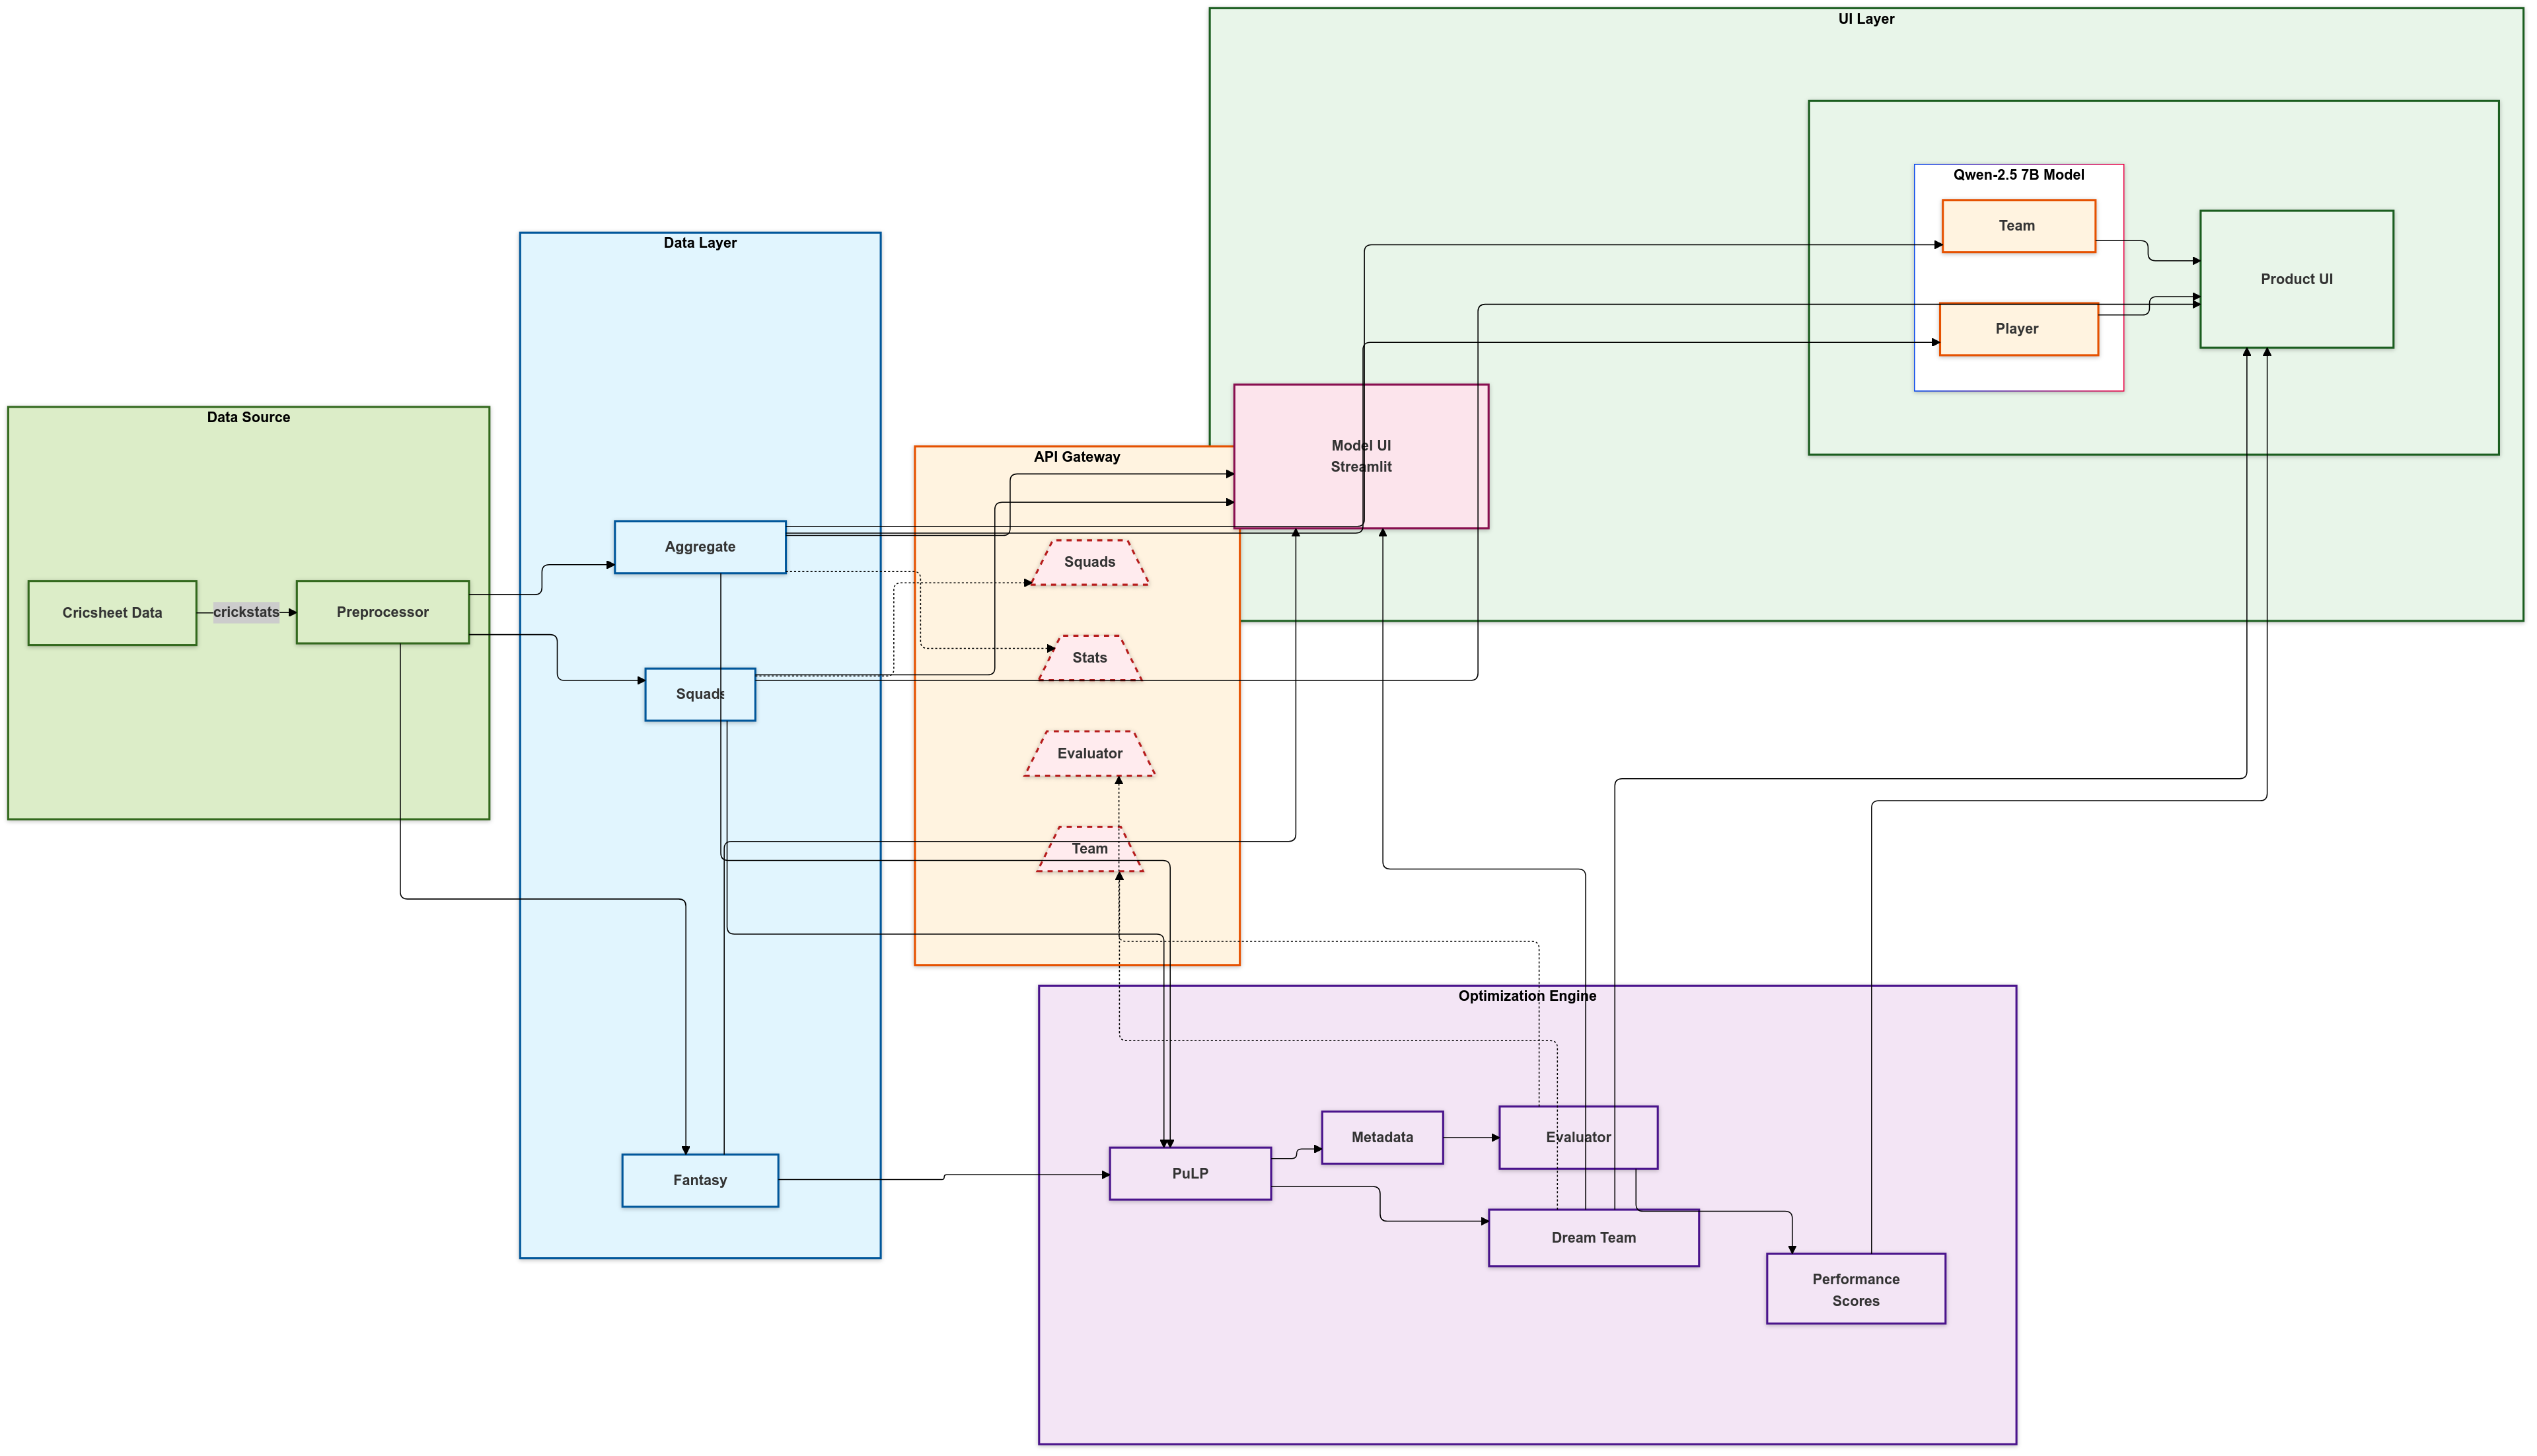 UI Layer
Qwen-2.5 7B Model
Team
Product UI
Player
Data Layer
Data Source
Model UI
Streamlit
API Gateway
Aggregate
Squads
Cricsheet Data
crickstats
Preprocessor
Stats
Squads
Evaluator
Team
Optimization Engine
Metadata
Evaluator
PuLP
Fantasy
Dream Team
Performance
Scores